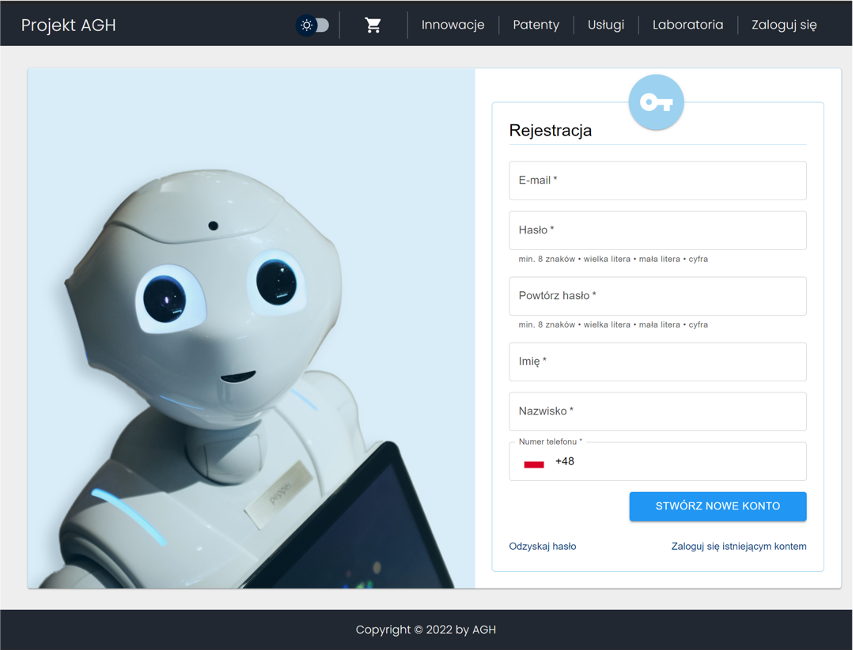 Projekt AGH
Innowacje
Patenty
Usługi
Laboratoria
Zaloguj się
Rejestracja
E-mail *
Hasło *
min. 8 znaków • wielka litera • mała litera • cyfra
Powtórz hasło *
min. 8 znaków • wielka litera • mała litera • cyfra
Imię *
Nazwisko *
Numer telefonu *
+48
STWÓRZ NOWE KONTO
Odzyskaj hasło
Zaloguj się istniejącym kontem
Copyright © 2022 by AGH